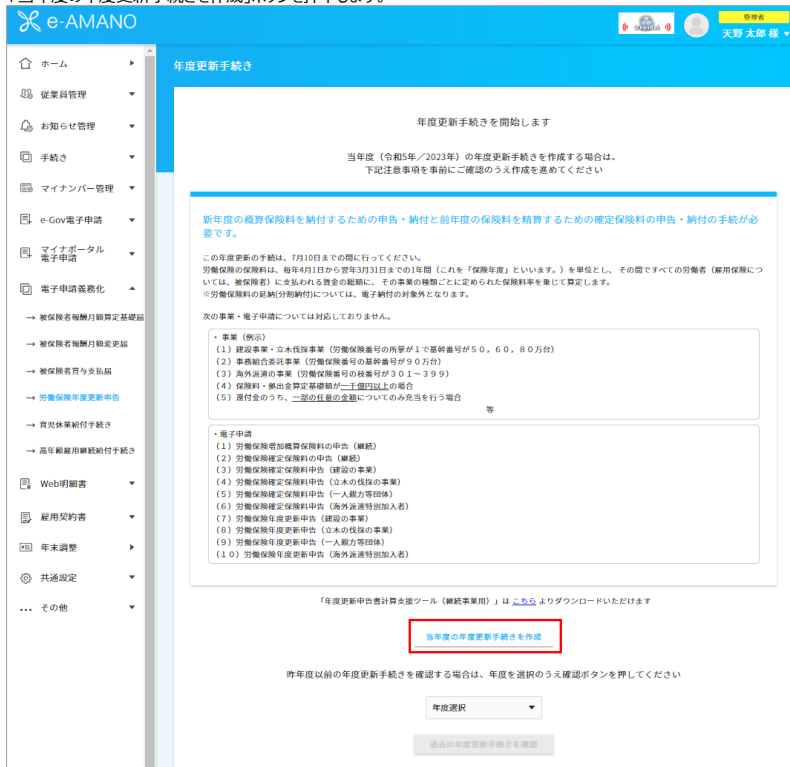 「当年度の年度更新手続きを作成」ボタンを押下します。
e-AMANO
管理者
天野 太郎 様
ホーム
従業員管理
お知らせ管理
手続き
マイナンバー管理
e-Gov電子申請
マイナポータル
電子申請
電子申請義務化
→ 被保険者報酬月額算定基礎届
→ 被保険者報酬月額変更届
→ 被保険者賞与支払届
→ 労働保険年度更新申告
→ 育児休業給付手続き
→ 高年齢雇用継続給付手続き
Web明細書
雇用契約書
年末調整
共通設定
その他
年度更新手続き
年度更新手続きを開始します
当年度（令和5年／2023年）の年度更新手続きを作成する場合は、
下記注意事項を事前にご確認のうえ作成を進めてください
新年度の概算保険料を納付するための申告・納付と前年度の保険料を精算するための確定保険料の申告・納付の手続が必
要です。
この年度更新の手続は、7月10日までの間に行ってください。
労働保険の保険料は、毎年4月1日から翌年3月31日までの1年間（これを「保険年度」といいます。）を単位とし、その間ですべての労働者（雇用保険につ
いては、被保険者）に支払われる賃金の総額に、その事業の種類ごとに定められた保険料率を乗じて算定します。
※労働保険料の延納(分割納付)については、電子納付の対象外となります。
次の事業・電子申請については対応しておりません。
・事業（例示）
（1）建設事業・立木伐採事業（労働保険番号の所掌が1で基幹番号が５０，６０，８０万台）
（2）事務組合委託事業（労働保険番号の基幹番号が９０万台）
（3）海外派遣の事業（労働保険番号の枝番号が３０１～３９９）
（4）保険料・拠出金算定基礎額が一千億円以上の場合
（5）還付金のうち、一部の任意の金額についてのみ充当を行う場合
等
・電子申請
（1）労働保険増加概算保険料の申告（継続）
（2）労働保険確定保険料の申告（継続）
（3）労働保険確定保険料申告（建設の事業）
（4）労働保険確定保険料申告（立木の伐採の事業）
（5）労働保険確定保険料申告（一人親方等団体）
（6）労働保険確定保険料申告（海外派遣特別加入者）
（7）労働保険年度更新申告（建設の事業）
（8）労働保険年度更新申告（立木の伐採の事業）
（9）労働保険年度更新申告（一人親方等団体）
（１０）労働保険年度更新申告（海外派遣特別加入者）
「年度更新申告書計算支援ツール（継続事業用）」は こちら よりダウンロードいただけます
当年度の年度更新手続きを作成
昨年度以前の年度更新手続きを確認する場合は、年度を選択のうえ確認ボタンを押してください
年度選択
過去の年度更新手続きを確認